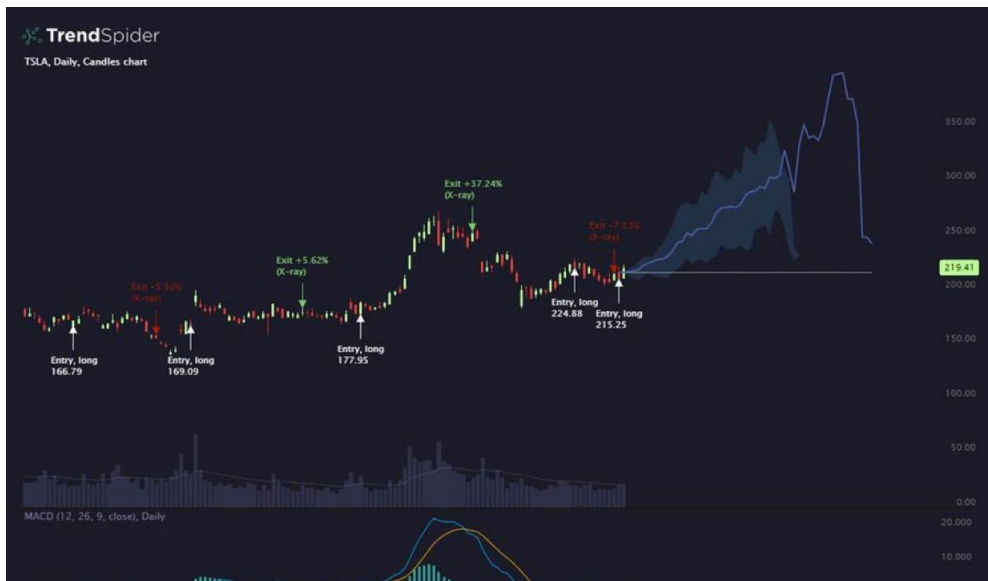 TrendSpider
TSLA, Daily, Candles chart
350.00
300.00
Exit +37.24%
(X-ray)
250.00
Exit -7.23%
(X-ray)
Exit +5.62%
(X-ray)
219.41
200.00
Exit -5.50%
(X-ray)
Entry, long
224.88
Entry, long
215.25
150.00
Entry, long
166.79
Entry, long
169.09
Entry, long
177.95
100.00
50.00
0.00
MACD (12, 26, 9, close), Daily
20.000
10.000